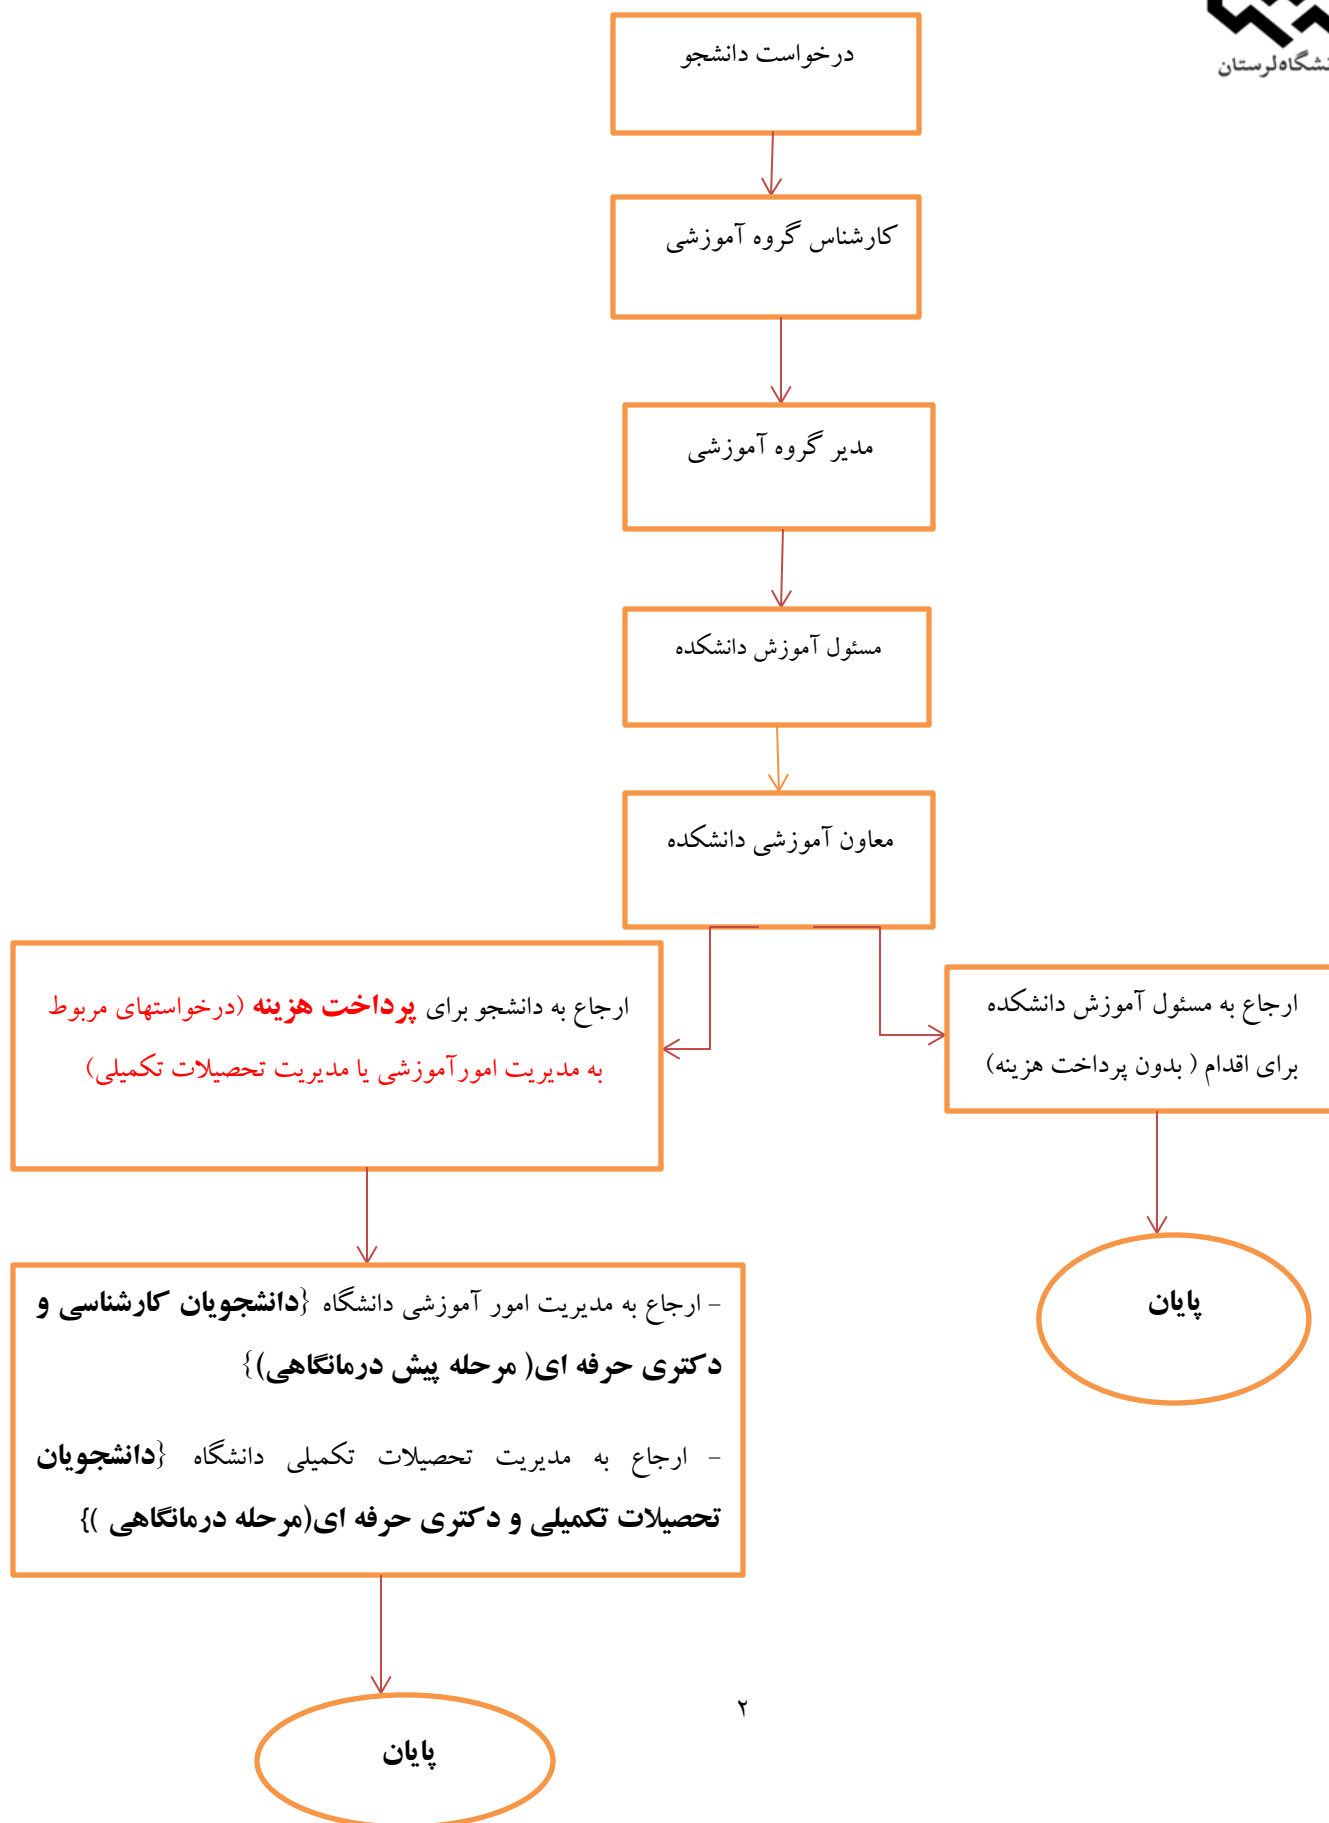 نشگاه لرستان
درخواست دانشجو
کارشناس گروه آموزشی
مدیر گروه آموزشی
مسئول آموزش دانشکده
معاون آموزشی دانشکده
ارجاع به مسئول آموزش دانشکده
برای اقدام ( بدون پرداخت هزینه)
ارجاع به دانشجو برای پرداخت هزینه (درخواستهای مربوط
به مدیریت امورآموزشی یا مدیریت تحصیلات تکمیلی)
پایان
- ارجاع به مدیریت امور آموزشی دانشگاه {دانشجویان کارشناسی و
دکتری حرفه ای( مرحله پیش درمانگاهی)}
- ارجاع به مدیریت تحصیلات تکمیلی دانشگاه {دانشجویان
تحصیلات تکمیلی و دکتری حرفه ای(مرحله درمانگاهی )}
۲
پایان